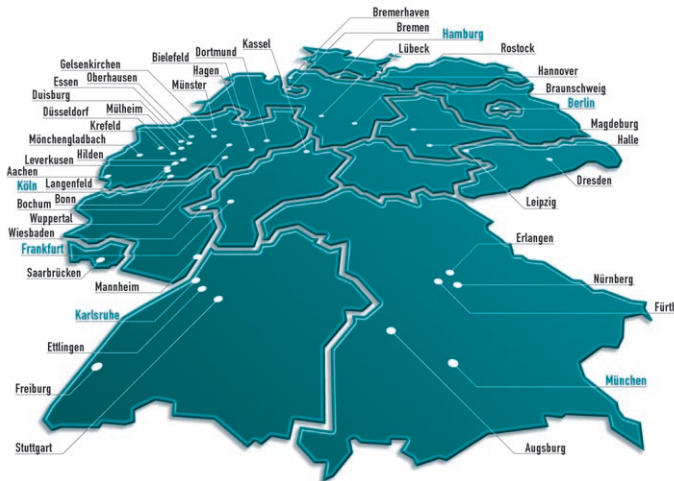 Bremerhaven
Bremen
Kassel
Hamburg
Dortmund
Lübeck
Rostock
Bielefeld
Gelsenkirchen
Hagen
Hannover
Oberhausen
Münster
Essen
Braunschweig
Duisburg
Berlin
Mülheim
Düsseldorf
Krefeld
Magdeburg
Mönchengladbach
Halle
Hilden
Leverkusen
Aachen
Dresden
Köln
Langenfeld
Bonn
Leipzig
Bochum
Wuppertal
Wiesbaden
Erlangen
Frankfurt
Saarbrücken
Nürnberg
Mannheim
Fürth
Karlsruhe
Ettlingen
München
Freiburg
Stuttgart
Augsburg